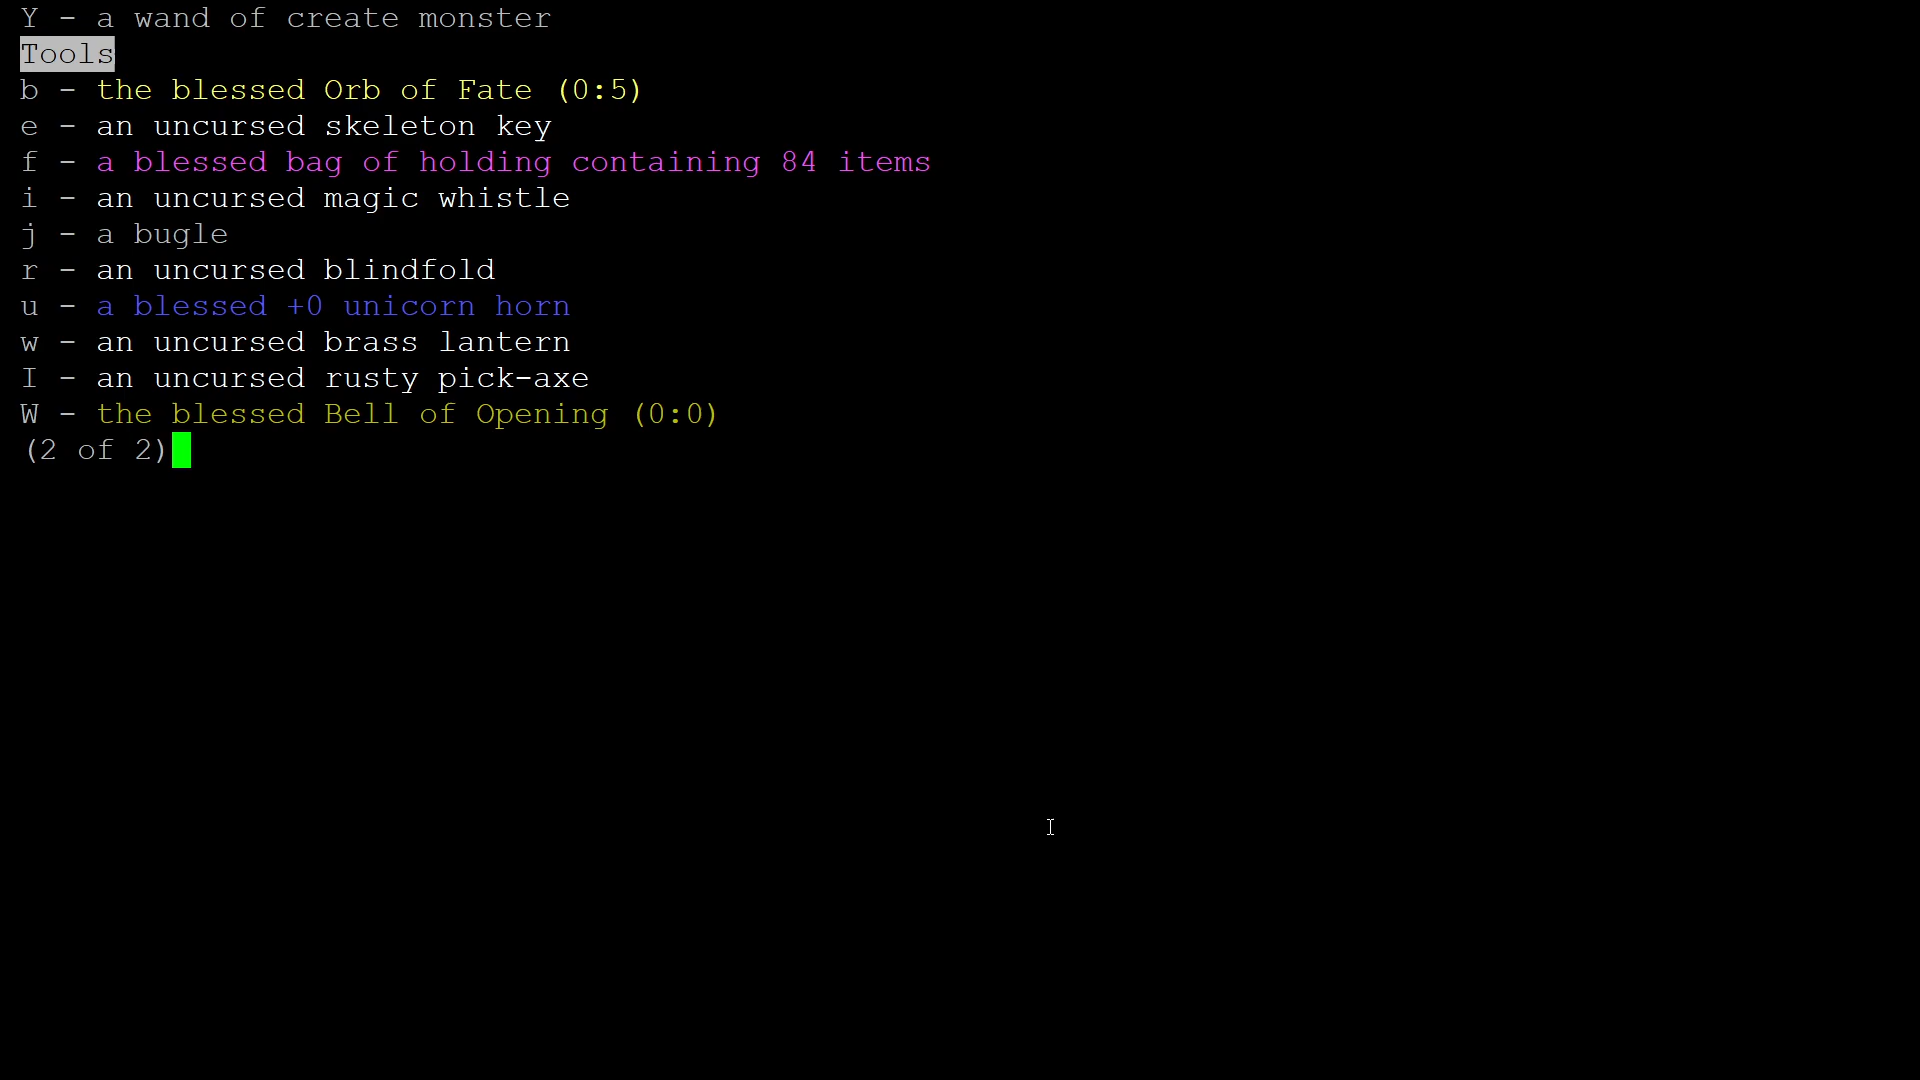 Y - a wand of create monster
Tools
b - the blessed Orb of Fate (0:5)
e - an uncursed skeleton key
f - a blessed bag of holding containing 84 items
i - an uncursed magic whistle
j - a bugle
r - an uncursed blindfold
u - a blessed +0 unicorn horn
w - an uncursed brass lantern
I - an uncursed rusty pick-axe
W - the blessed Bell of Opening (0:0)
(2 of 2)